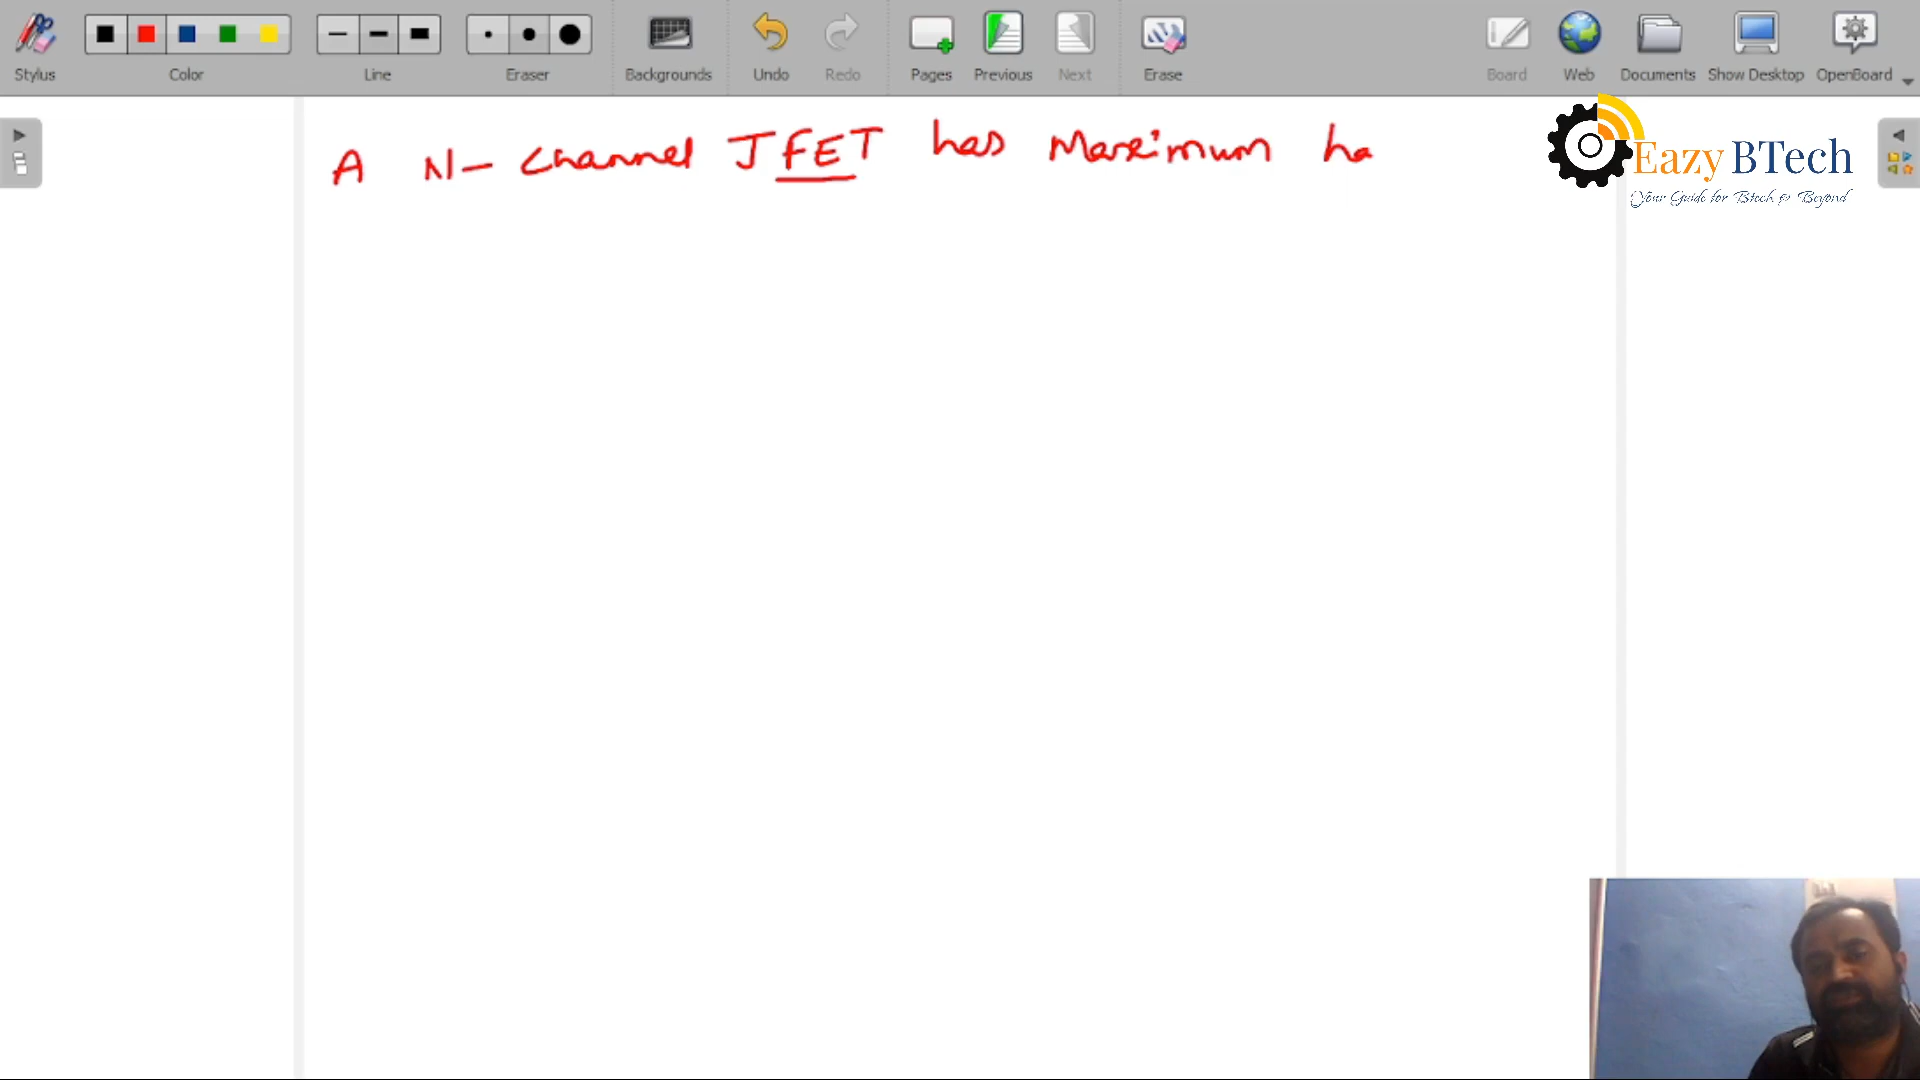 Stylus
Color
Line
Eraser
Backgrounds
Undo
Redo
Pages
Previous
Next
Erase
Board
Web
Documents
Show Desktop
OpenBoard
A N- Channel JFET has Maximum ha
Eazy BTech
Your Guide for Btech & Beyond